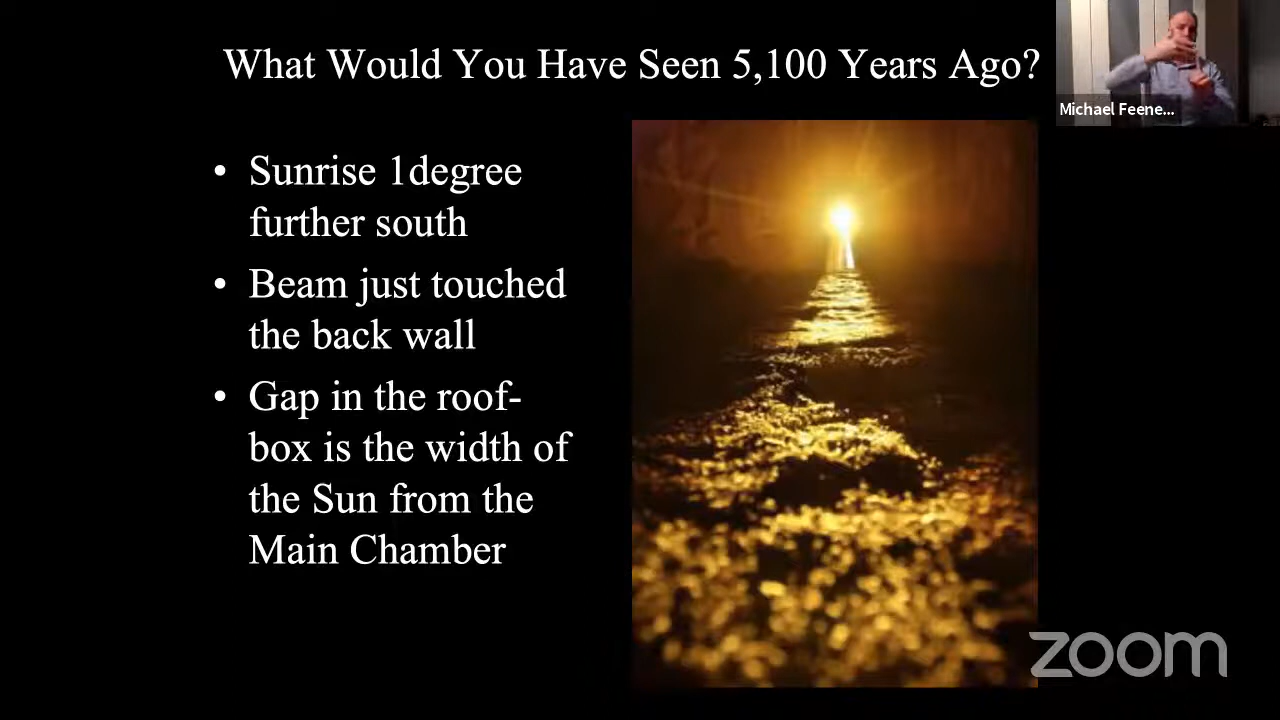 What Would You Have Seen 5,100 Years Ago?
Michael Feene...
• Sunrise 1degree
further south
• Beam just touched
the back wall
• Gap in the roof-
box is the width of
the Sun from the
Main Chamber
zoom